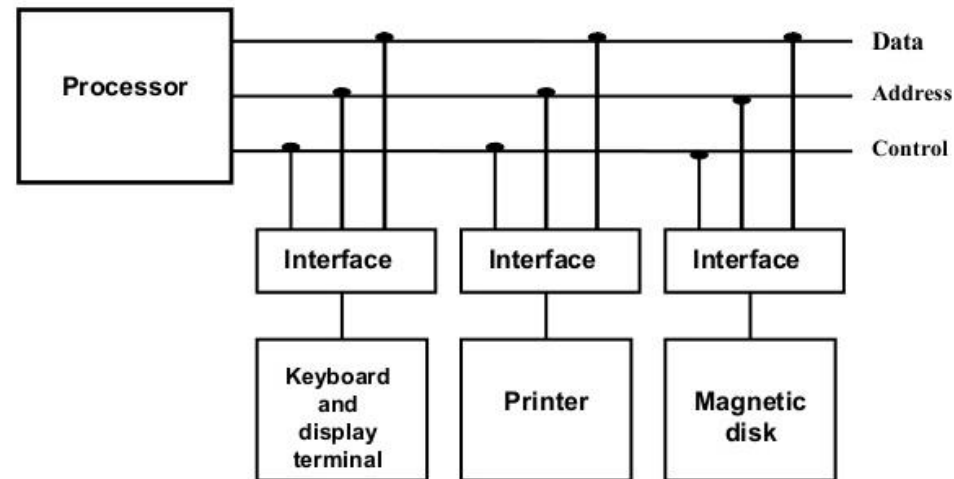 Processor
Data
Address
Control
Interface
Interface
Interface
Keyboard
and
display
terminal
Printer
Magnetic
disk